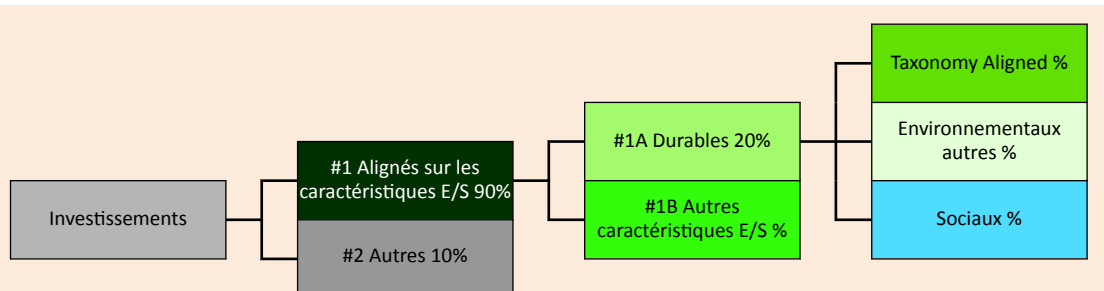 Investissements
#1 Alignés sur les
caractéristiques E/S 90%
#2 Autres 10%
#1A Durables 20%
#1B Autres
caractéristiques E/S %
Taxonomy Aligned %
Environnementaux
autres %
Sociaux %